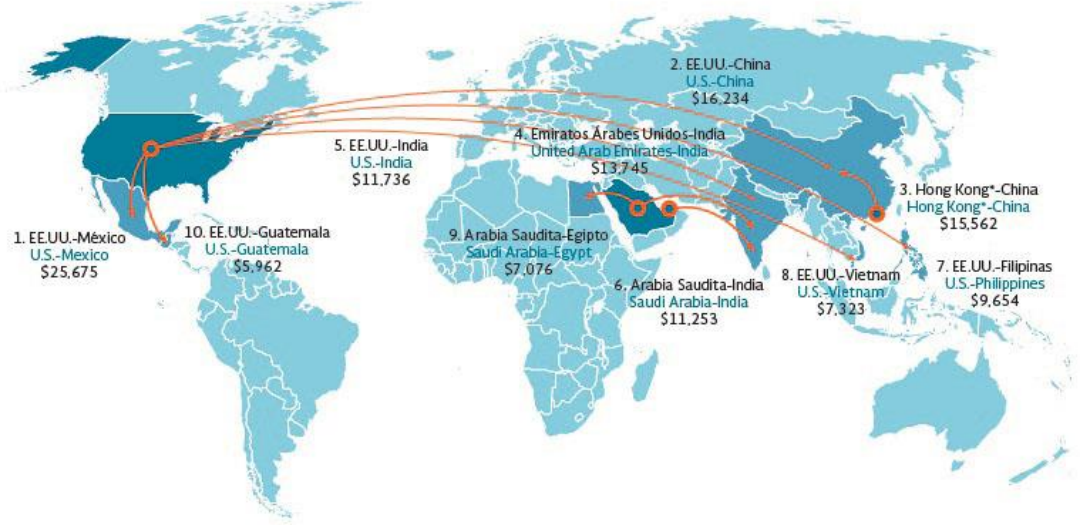 1. EE.UU.-México
U.S.-Mexico
$25,675
2. EE.UU.-China
U.S.-China
$16,234
3. Hong Kong*-China
Hong Kong*-China
$15,562
4. Emiratos Árabes Unidos-India
United Arab Emirates-India
$13,745
5. EE.UU.-India
U.S.-India
$11,736
6. Arabia Saudita-India
Saudi Arabia-India
$11,253
7. EE.UU.-Filipinas
U.S.-Philippines
$9,654
8. EE.UU.-Vietnam
U.S.-Vietnam
$7,323
9. Arabia Saudita-Egipto
Saudi Arabia-Egypt
$7,076
10. EE.UU.-Guatemala
U.S.-Guatemala
$5,962